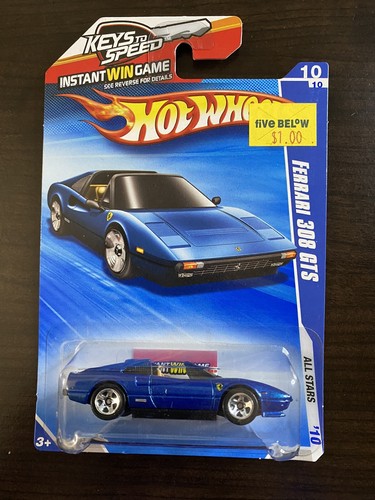 KEYS TO SPEED
INSTANT WIN GAME
SEE REVERSE FOR DETAILS
HOT WHEE
10
10
fiVE BELOW
$1.00
FERRARI 308 GTS
ALL STARS
'10
3+